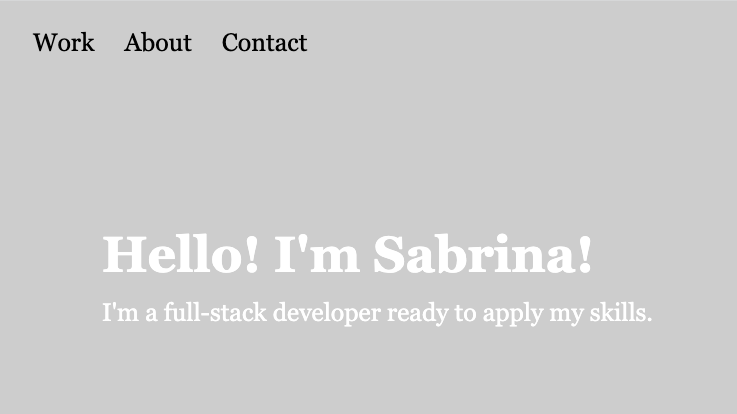 Work About Contact
Hello! I'm Sabrina!
I'm a full-stack developer ready to apply my skills.